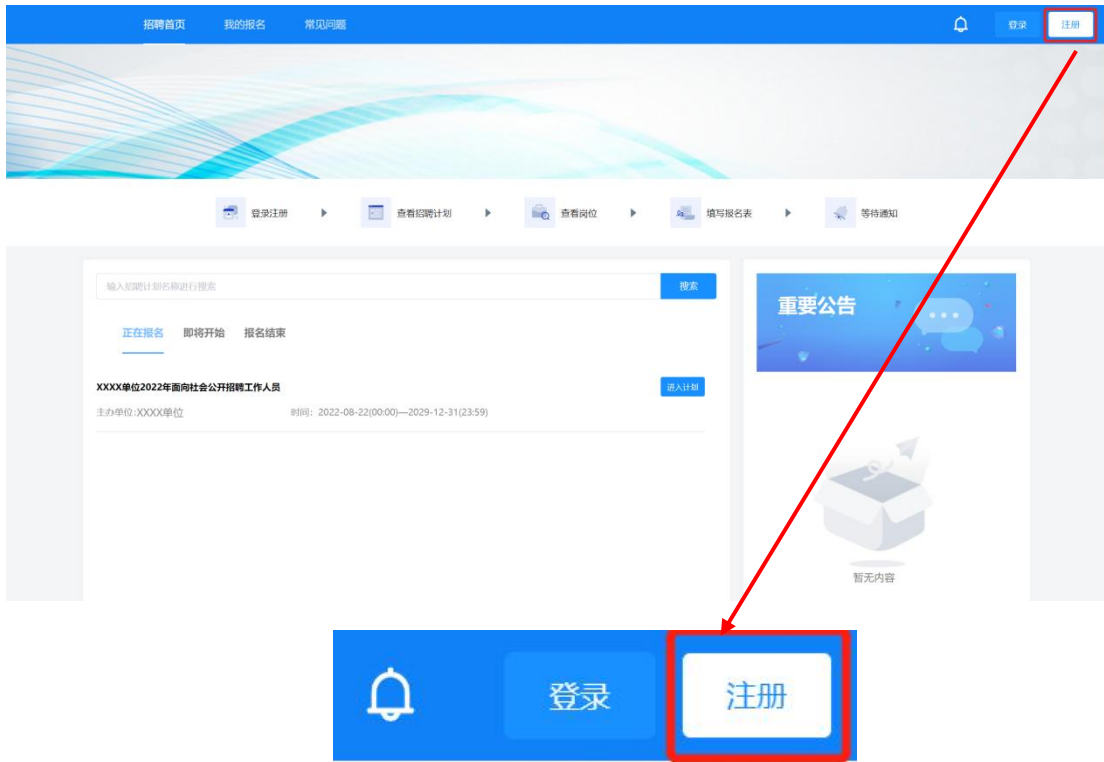 招聘首页 我的报名 常见问题 登录 注册
登录注册 查看招聘计划 查看岗位 填写报名表 等待通知
输入招聘计划名称进行搜索 搜索
正在报名 即将开始 报名结束
XXXX单位2022年面向社会公开招聘工作人员 进入计划
主办单位:XXXX单位 时间：2022-08-22(00:00)—2029-12-31(23:59)
重要公告
暂无内容
登录 注册